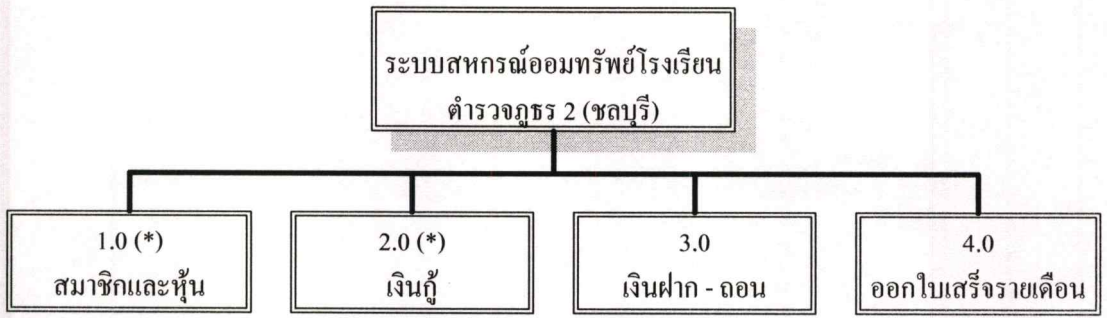 ระบบสหกรณ์ออมทรัพย์โรงเรียน
ตำรวจภูธร 2 (ชลบุรี)
1.0 (*)
สมาชิกและหุ้น
2.0 (*)
เงินกู้
3.0
เงินฝาก - ถอน
4.0
ออกใบเสร็จรายเดือน